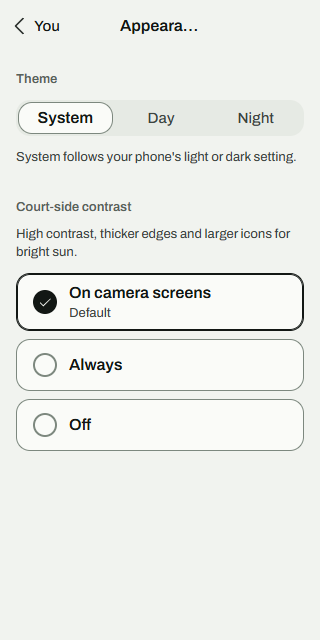 You
Appeara...
Theme
System
Day
Night
System follows your phone's light or dark setting.
Court-side contrast
High contrast, thicker edges and larger icons for
bright sun.
On camera screens
Default
Always
Off